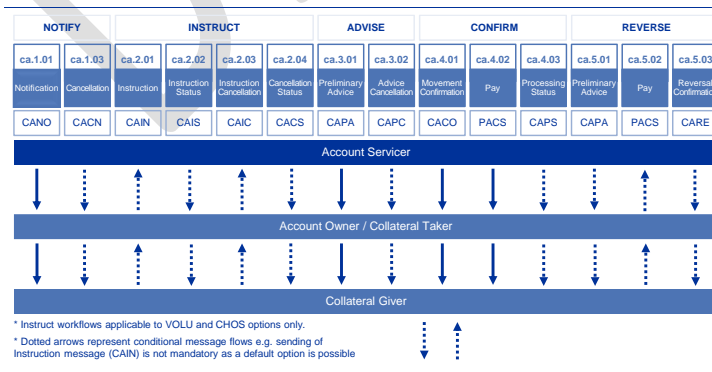 NOTIFY INSTRUCT ADVISE CONFIRM REVERSE
ca.1.01 ca.1.03 ca.2.01 ca.2.02 ca.2.03 ca.2.04 ca.3.01 ca.3.02 ca.4.01 ca.4.02 ca.4.03 ca.5.01 ca.5.02 ca.5.03
Notification Cancellation Instruction Instruction Status Instruction Cancellation Cancellation Status Preliminary Advice Advice Cancellation Movement Confirmation Pay Processing Status Preliminary Advice Pay Reversal Confirmation
CANO CACN CAIN CAIS CAIC CACS CAPA CAPC CACO PACS CAPS CAPA PACS CARE
Account Servicer
Account Owner / Collateral Taker
Collateral Giver
* Instruct workflows applicable to VOLU and CHOS options only.
* Dotted arrows represent conditional message flows e.g. sending of
Instruction message (CAIN) is not mandatory as a default option is possible